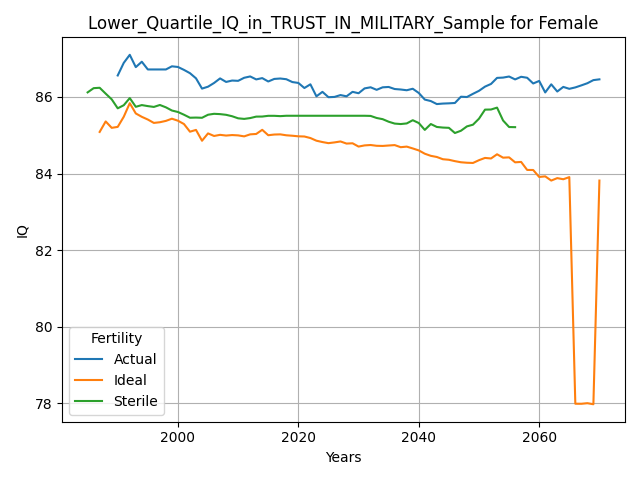 Lower_Quartile_IQ_in_TRUST_IN_MILITARY_Sample for Female
IQ
86
84
82
80
78
Fertility
Actual
Ideal
Sterile
2000
2020
2040
2060
Years